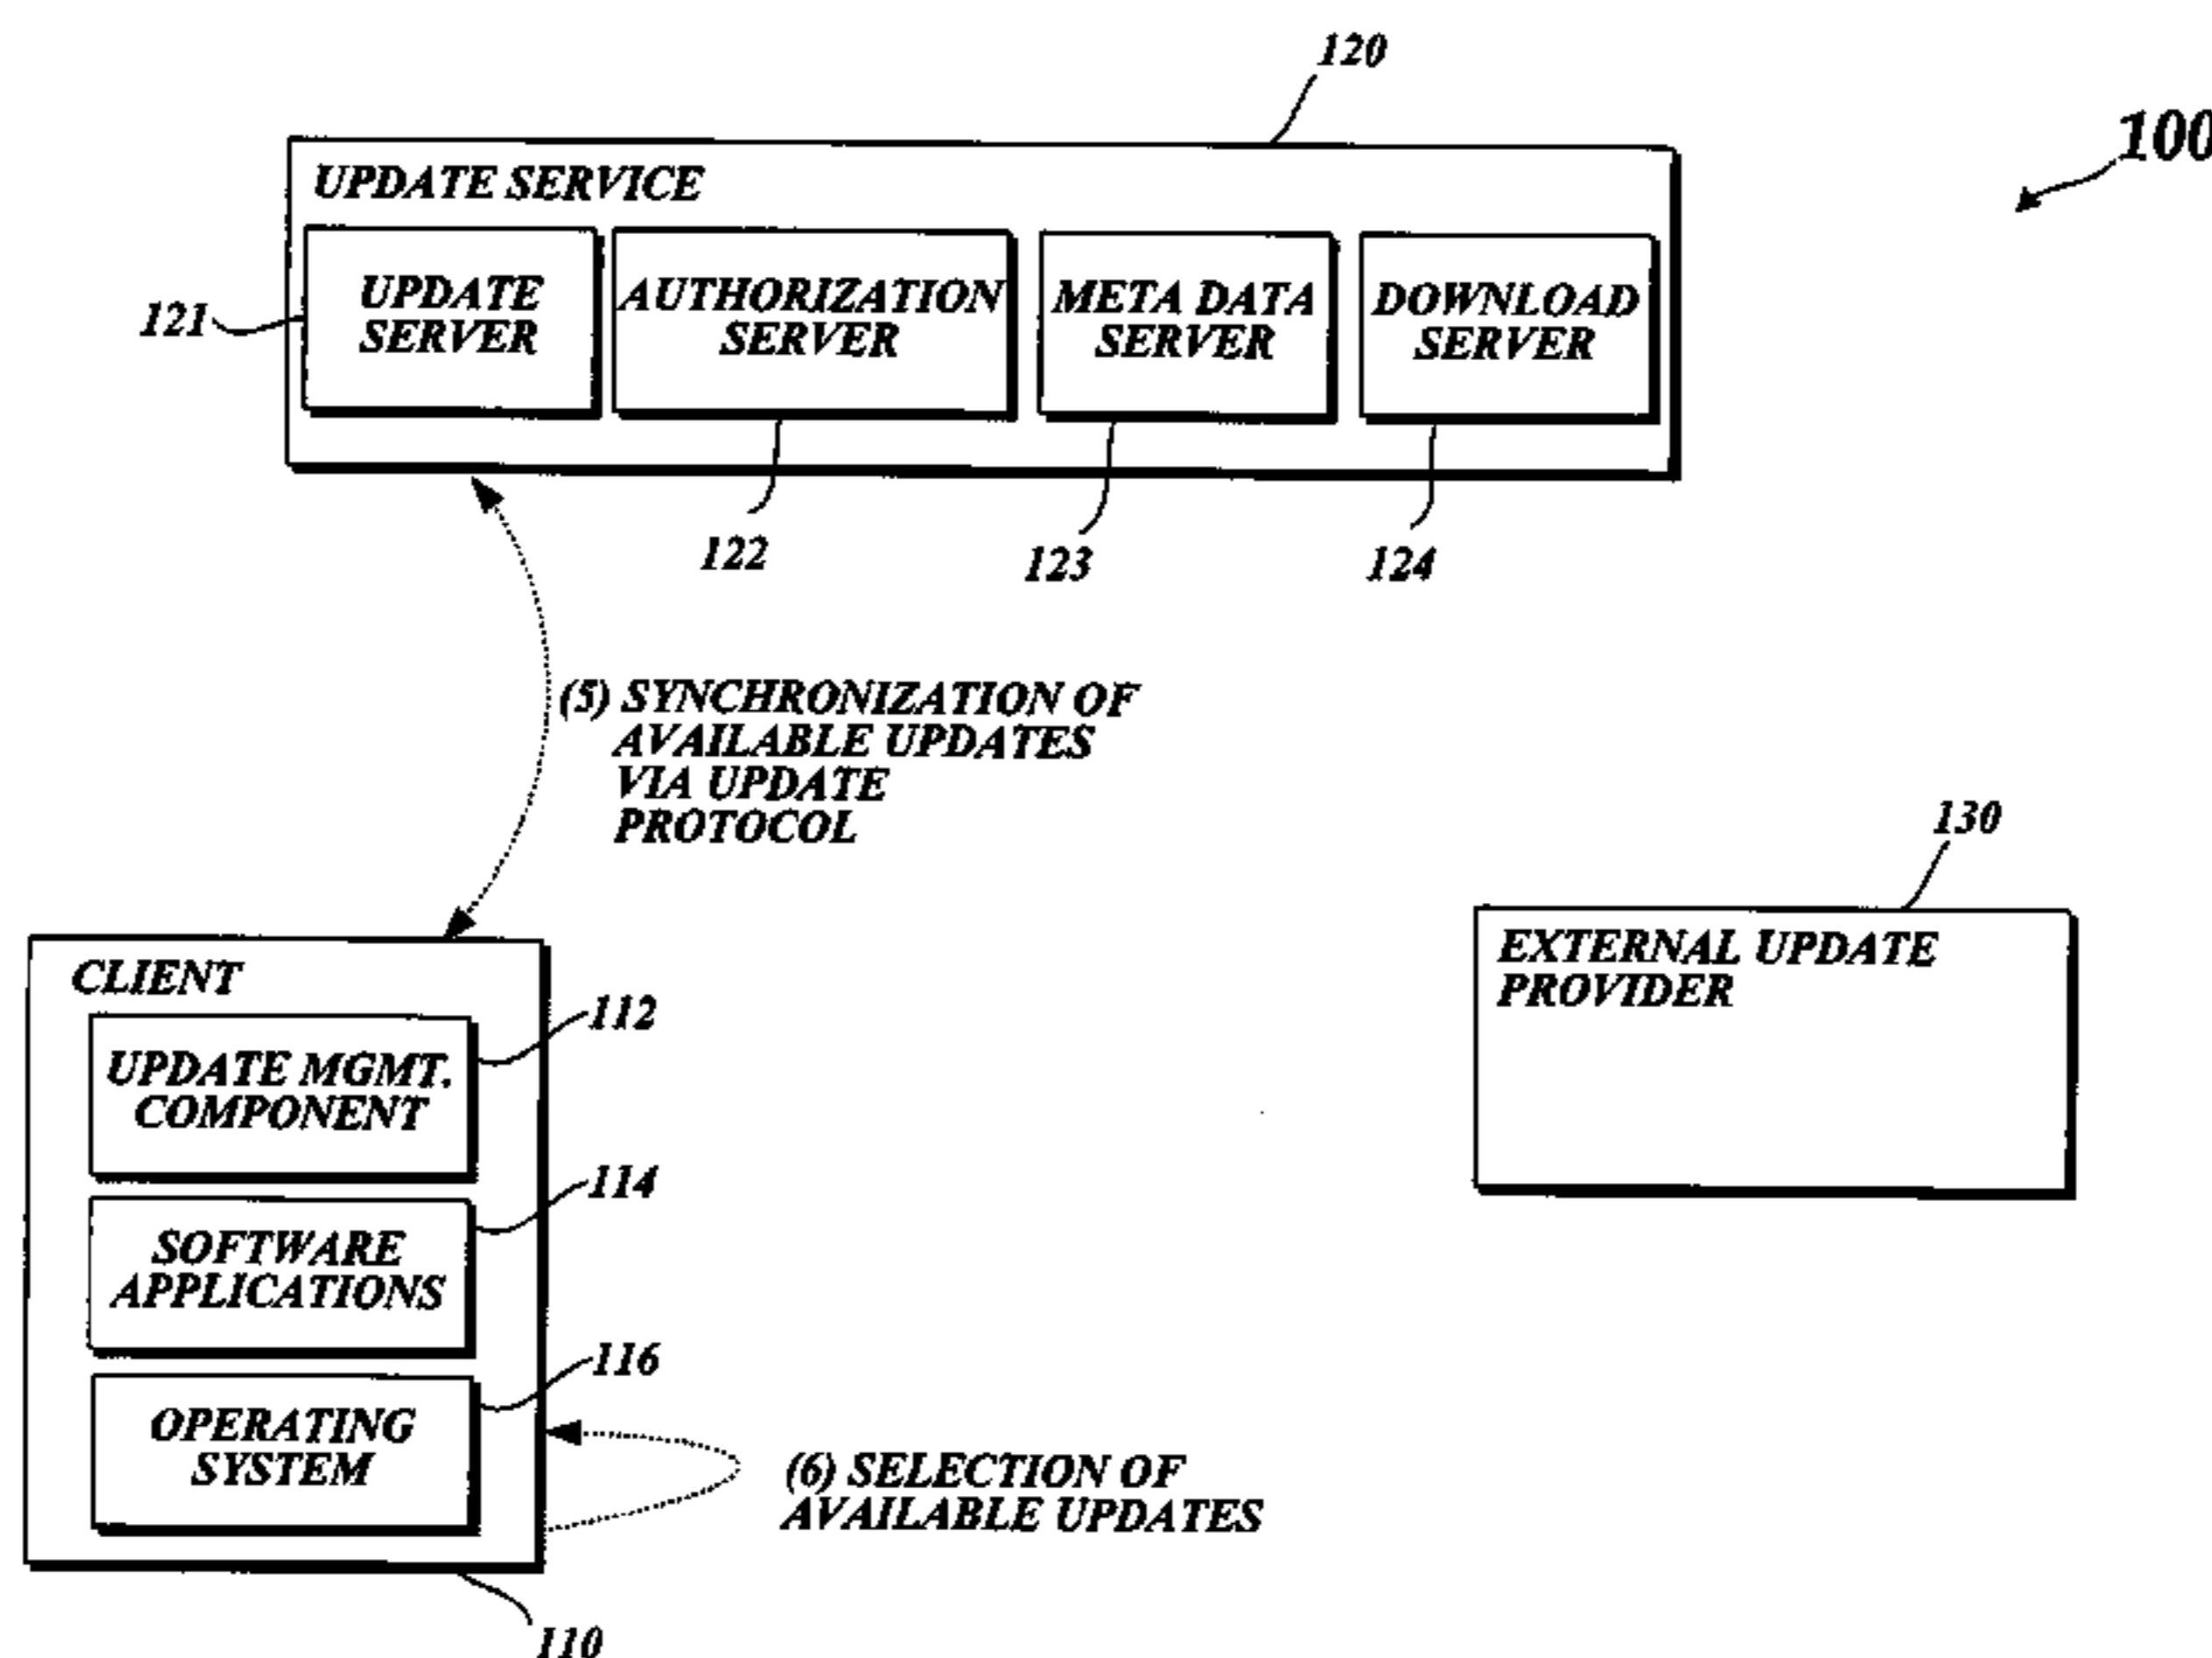 120
100
UPDATE SERVICE
121
UPDATE
SERVER
AUTHORIZATION
SERVER
META DATA
SERVER
DOWNLOAD
SERVER
122
123
124
(5) SYNCHRONIZATION OF
AVAILABLE UPDATES
VIA UPDATE
PROTOCOL
130
EXTERNAL UPDATE
PROVIDER
CLIENT
112
UPDATE MGMT.
COMPONENT
114
SOFTWARE
APPLICATIONS
116
OPERATING
SYSTEM
(6) SELECTION OF
AVAILABLE UPDATES
110